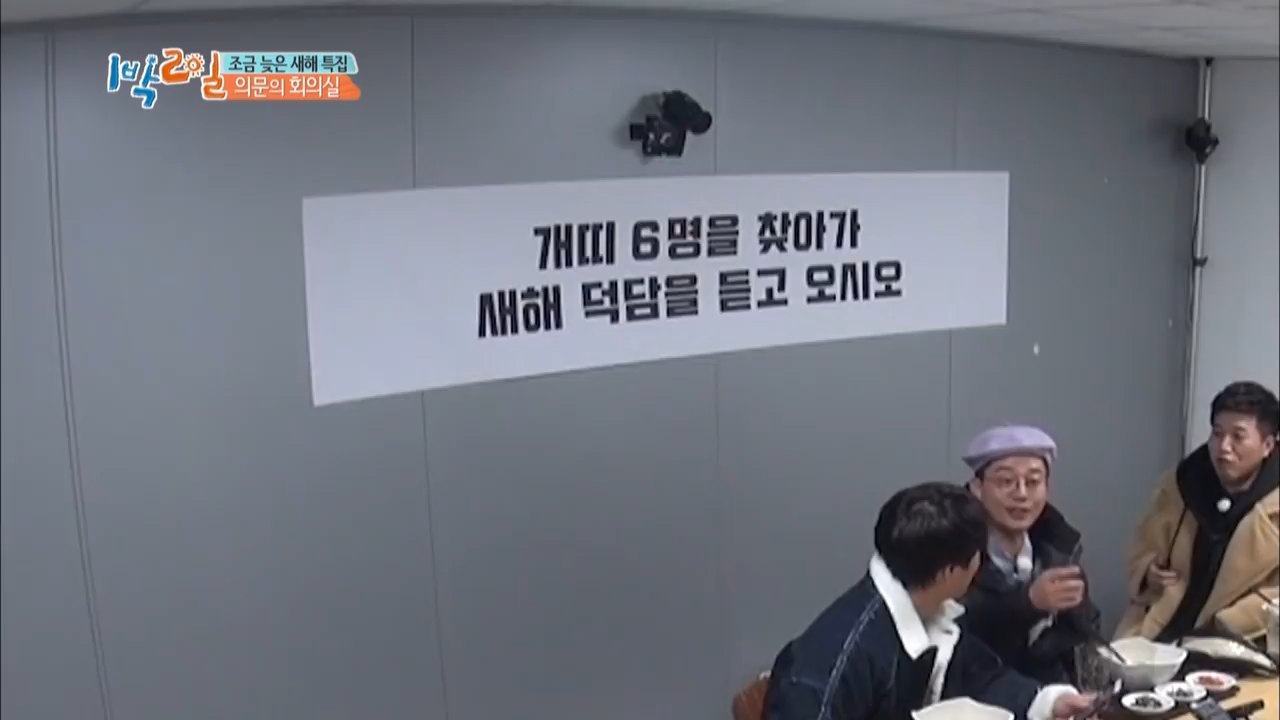 1박2일
조금 늦은 새해 특집
의문의 회의실
개띠 6명을 찾아가
새해 덕담을 듣고 오시오